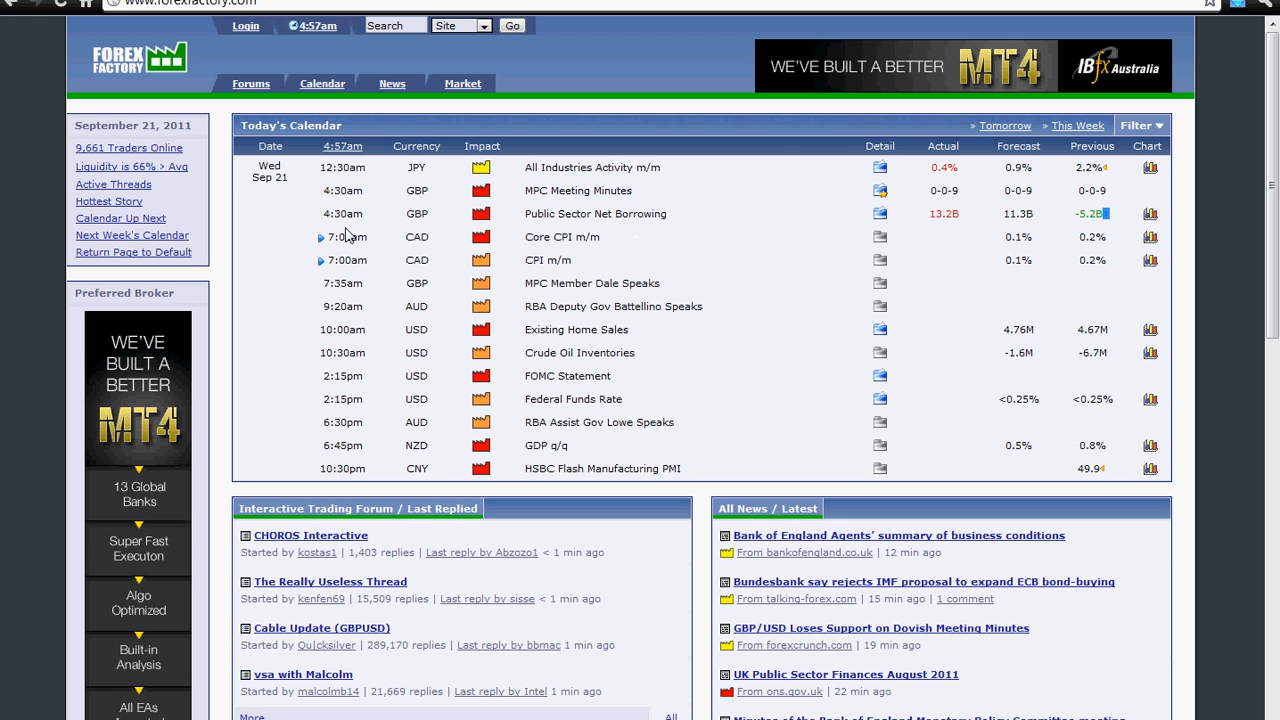 www.forexfactory.com
Login 4:57am Search Site Go
FOREX FACTORY
WE'VE BUILT A BETTER MT4 IBfx Australia
Forums Calendar News Market
September 21, 2011
9,661 Traders Online
Liquidity is 66% > Avg
Active Threads
Hottest Story
Calendar Up Next
Next Week's Calendar
Return Page to Default
Preferred Broker
WE'VE
BUILT A
BETTER
MT4
13 Global
Banks
Super Fast
Executon
Algo
Optimized
Built-in
Analysis
All EAs
Today's Calendar » Tomorrow » This Week Filter
Date 4:57am Currency Impact Detail Actual Forecast Previous Chart
Wed Sep 21 12:30am JPY All Industries Activity m/m 0.4% 0.9% 2.2%
4:30am GBP MPC Meeting Minutes 0-0-9 0-0-9 0-0-9
4:30am GBP Public Sector Net Borrowing 13.2B 11.3B -5.2B
7:00am CAD Core CPI m/m 0.1% 0.2%
7:00am CAD CPI m/m 0.1% 0.2%
7:35am GBP MPC Member Dale Speaks
9:20am AUD RBA Deputy Gov Battellino Speaks
10:00am USD Existing Home Sales 4.76M 4.67M
10:30am USD Crude Oil Inventories -1.6M -6.7M
2:15pm USD FOMC Statement
2:15pm USD Federal Funds Rate <0.25% <0.25%
6:30pm AUD RBA Assist Gov Lowe Speaks
6:45pm NZD GDP q/q 0.5% 0.8%
10:30pm CNY HSBC Flash Manufacturing PMI 49.9
Interactive Trading Forum / Last Replied
CHOROS Interactive
Started by kostas1 | 1,403 replies | Last reply by Abzozo1 < 1 min ago
The Really Useless Thread
Started by kenfen69 | 15,509 replies | Last reply by sisse < 1 min ago
Cable Update (GBPUSD)
Started by Qu|cksilver | 289,170 replies | Last reply by bbmac 1 min ago
vsa with Malcolm
Started by malcolmb14 | 21,669 replies | Last reply by Intel 1 min ago
More All
All News / Latest
Bank of England Agents' summary of business conditions
From bankofengland.co.uk | 12 min ago
Bundesbank say rejects IMF proposal to expand ECB bond-buying
From talking-forex.com | 15 min ago | 1 comment
GBP/USD Loses Support on Dovish Meeting Minutes
From forexcrunch.com | 19 min ago
UK Public Sector Finances August 2011
From ons.gov.uk | 22 min ago
Minutes of the Bank of England Monetary Policy Committee meeting